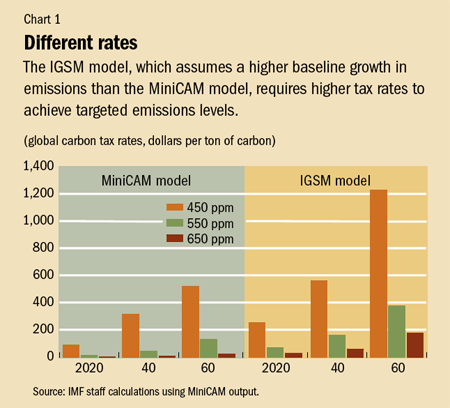 Chart 1
Different rates
The IGSM model, which assumes a higher baseline growth in
emissions than the MiniCAM model, requires higher tax rates to
achieve targeted emissions levels.
(global carbon tax rates, dollars per ton of carbon)
1,400
1,200
1,000
800
600
400
200
0
MiniCAM model
450 ppm
550 ppm
650 ppm
IGSM model
2020 40 60 2020 40 60
Source: IMF staff calculations using MiniCAM output.